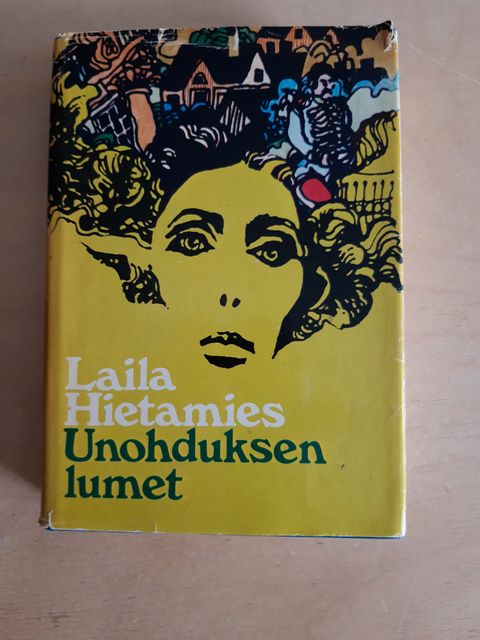 Laila
Hietamies
Unohduksen
lumet